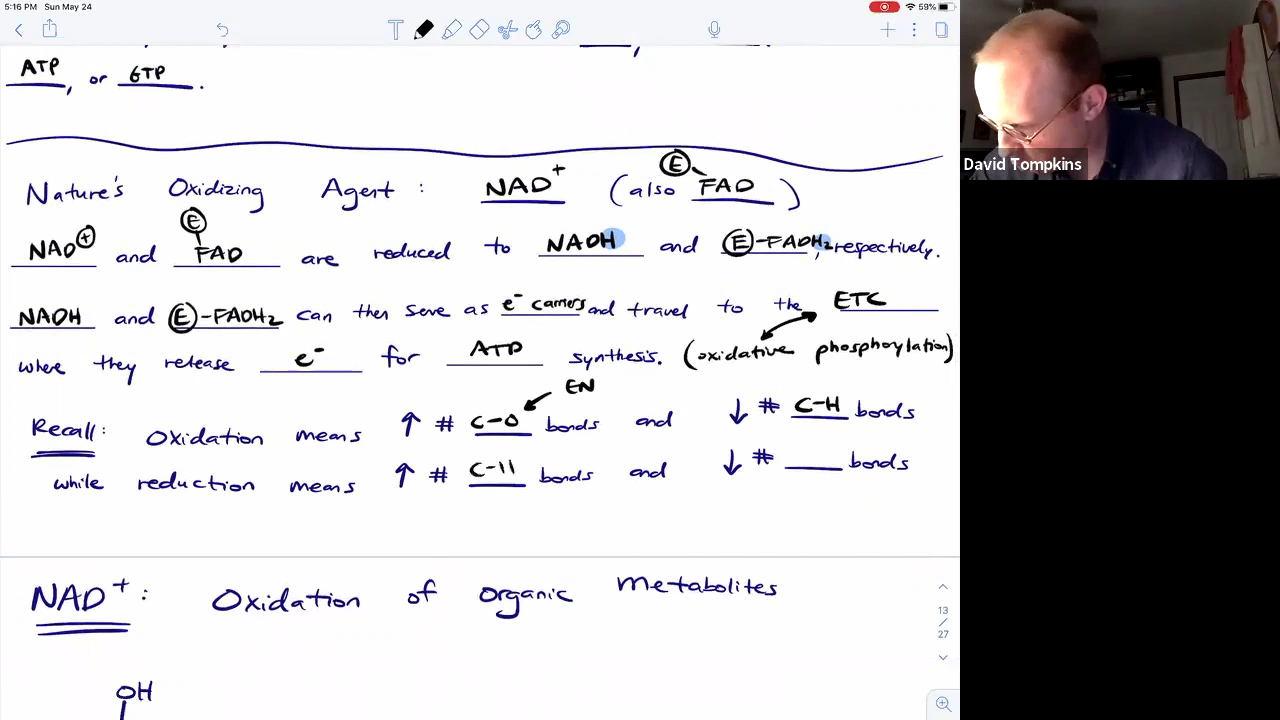 5:16 PM Sun May 24
59%
ATP, or GTP.
Nature's Oxidizing Agent: NAD+ (also E FAD)
NAD+ and E FAD are reduced to NADH and E-FADH2, respectively.
NADH and E-FADH2 can then serve as e- carriers and travel to the ETC
where they release e- for ATP synthesis. (oxidative phosphorylation)
EN
Recall: Oxidation means ↑ # C-O bonds and ↓ # C-H bonds
while reduction means ↑ # C-11 bonds and ↓ # ____ bonds
NAD+: Oxidation of organic metabolites
OH
13
/
27
David Tompkins